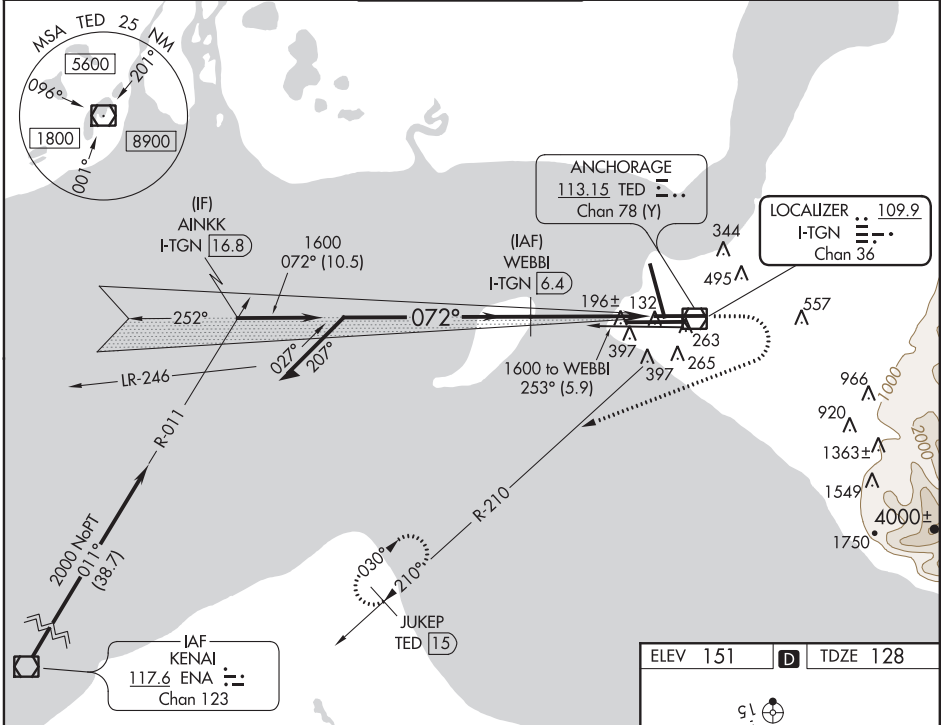 MSA TED 25 NM
5600
096°
201°
1800
8900
001°
(IF)
AINKK
I-TGN 16.8
1600
072° (10.5)
(IAF)
WEBBI
I-TGN 6.4
ANCHORAGE
113.15 TED
Chan 78 (Y)
LOCALIZER 109.9
I-TGN
Chan 36
344
495
557
252°
072°
196±
132
263
397
397
265
027°
207°
1600 to WEBBI
253° (5.9)
LR-246
R-011
R-210
966
920
1363±
1549
1000
2000
4000±
1750
2000 NoPT
011°
(38.7)
030°
210°
JUKEP
TED 15
IAF
KENAI
117.6 ENA
Chan 123
ELEV 151
D
TDZE 128
15